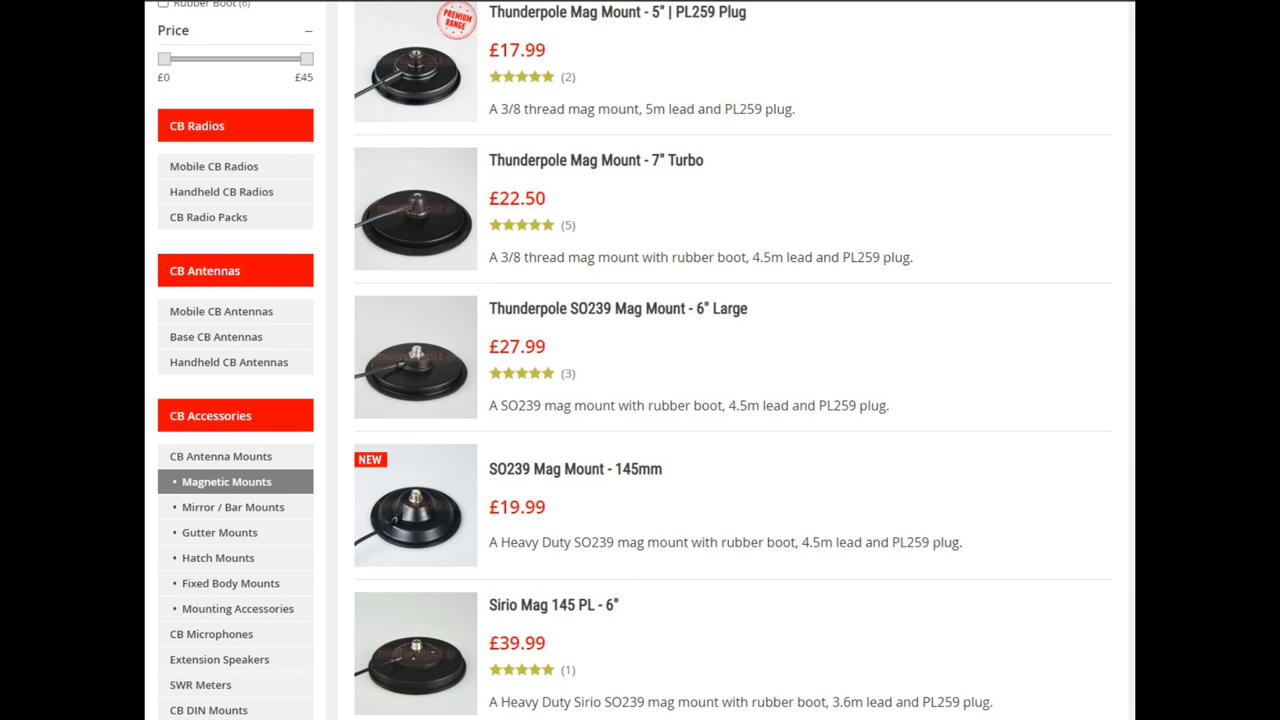 Rubber Boot (6)
Price
£0 £45
CB Radios
Mobile CB Radios
Handheld CB Radios
CB Radio Packs
CB Antennas
Mobile CB Antennas
Base CB Antennas
Handheld CB Antennas
CB Accessories
CB Antenna Mounts
• Magnetic Mounts
• Mirror / Bar Mounts
• Gutter Mounts
• Hatch Mounts
• Fixed Body Mounts
• Mounting Accessories
CB Microphones
Extension Speakers
SWR Meters
CB DIN Mounts
PREMIUM
RANGE
Thunderpole Mag Mount - 5" | PL259 Plug
£17.99
(2)
A 3/8 thread mag mount, 5m lead and PL259 plug.
Thunderpole Mag Mount - 7" Turbo
£22.50
(5)
A 3/8 thread mag mount with rubber boot, 4.5m lead and PL259 plug.
Thunderpole SO239 Mag Mount - 6" Large
£27.99
(3)
A SO239 mag mount with rubber boot, 4.5m lead and PL259 plug.
NEW
SO239 Mag Mount - 145mm
£19.99
A Heavy Duty SO239 mag mount with rubber boot, 4.5m lead and PL259 plug.
Sirio Mag 145 PL - 6"
£39.99
(1)
A Heavy Duty Sirio SO239 mag mount with rubber boot, 3.6m lead and PL259 plug.